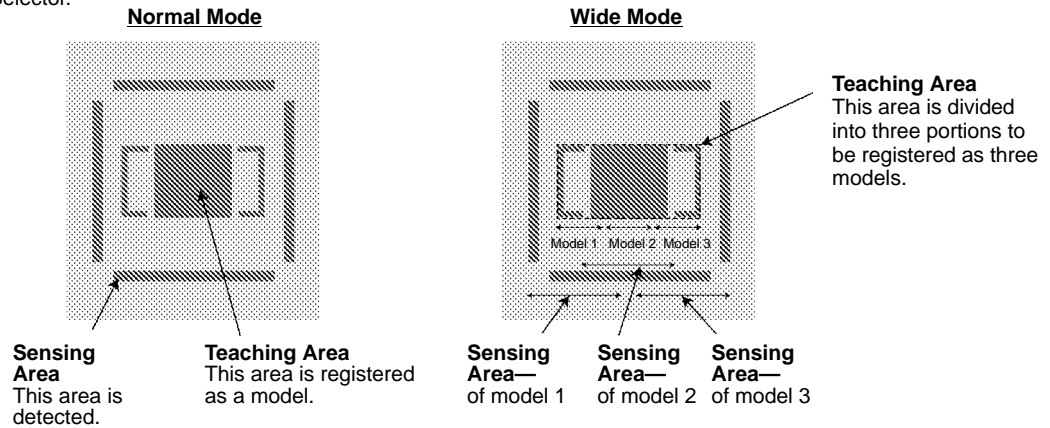 Selector.
Normal Mode
Wide Mode
Teaching Area
This area is divided
into three portions to
be registered as three
models.
Model 1 Model 2 Model 3
Sensing
Area
This area is
detected.
Teaching Area
This area is registered
as a model.
Sensing
Area—
of model 1
Sensing
Area—
of model 2
Sensing
Area—
of model 3